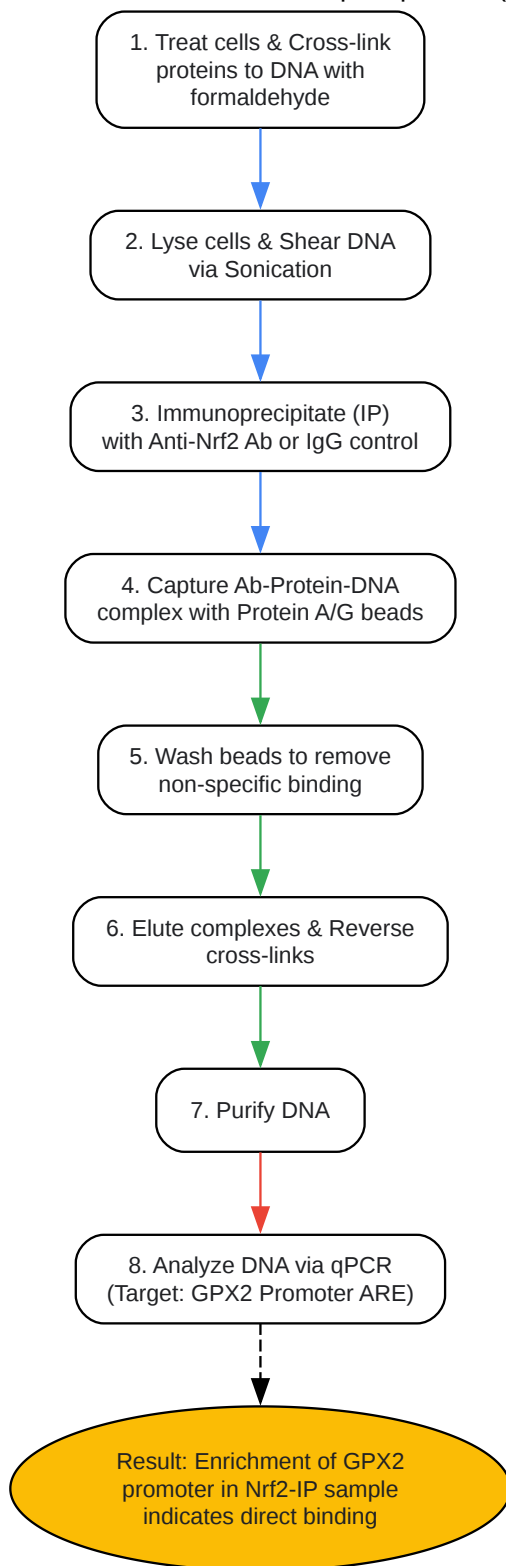 1. Treat cells & Cross-link
proteins to DNA with
formaldehyde
2. Lyse cells & Shear DNA
via Sonication
3. Immunoprecipitate (IP)
with Anti-Nrf2 Ab or IgG control
4. Capture Ab-Protein-DNA
complex with Protein A/G beads
5. Wash beads to remove
non-specific binding
6. Elute complexes & Reverse
cross-links
7. Purify DNA
8. Analyze DNA via qPCR
(Target: GPX2 Promoter ARE)
Result: Enrichment of GPX2
promoter in Nrf2-IP sample
indicates direct binding